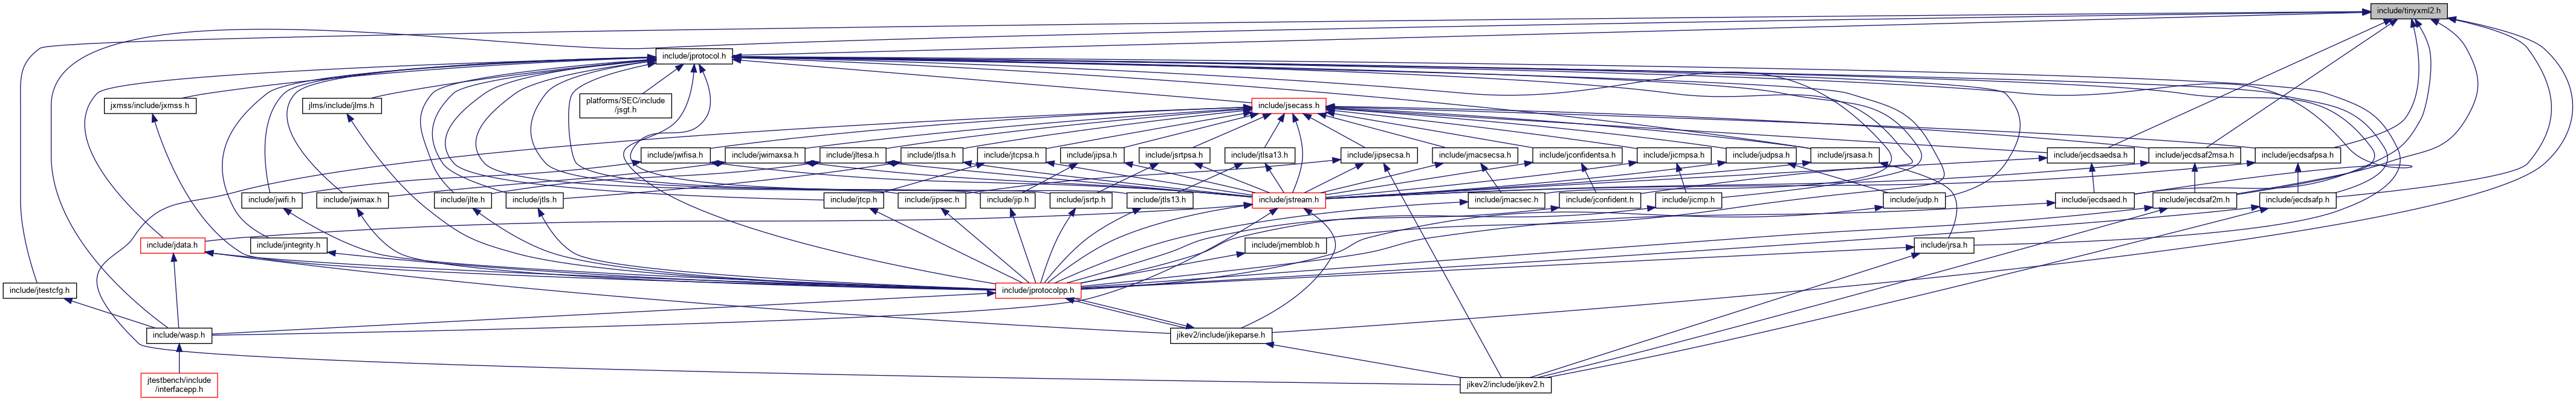 include/tinyxml2.h
include/jprotocol.h
jxmss/include/jxmss.h
jlms/include/jlms.h
platforms/SEC/include
/jsgt.h
include/jsecass.h
include/jwifisa.h
include/jwimaxsa.h
include/jltesa.h
include/jtlsa.h
include/jtcpsa.h
include/jipsa.h
include/jsrtpsa.h
include/jtlsa13.h
include/jipsecsa.h
include/jmacsecsa.h
include/jconfidentsa.h
include/jicmpsa.h
include/judpsa.h
include/jrsasa.h
include/jecdsaedsa.h
include/jecdsaf2msa.h
include/jecdsafpsa.h
include/jwifi.h
include/jwimax.h
include/jlte.h
include/jtls.h
include/jtcp.h
include/jipsec.h
include/jip.h
include/jsrtp.h
include/jtls13.h
include/jstream.h
include/jmacsec.h
include/jconfident.h
include/jicmp.h
include/judp.h
include/jecdsaed.h
include/jecdsaf2m.h
include/jecdsafp.h
include/jdata.h
include/jintegrity.h
include/jmemblob.h
include/jrsa.h
include/jtestcfg.h
include/jprotocolpp.h
include/wasp.h
jikev2/include/jikeparse.h
jtestbench/include
/interfacepp.h
jikev2/include/jikev2.h